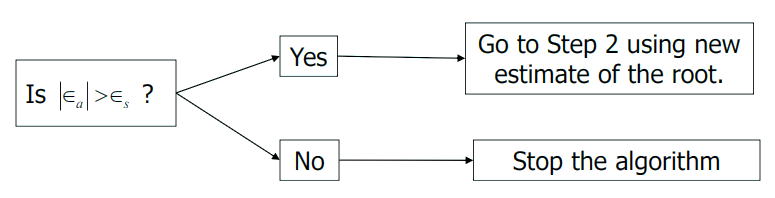 Is |∈ₐ|>∈ₛ ?
Yes
Go to Step 2 using new
estimate of the root.
No
Stop the algorithm